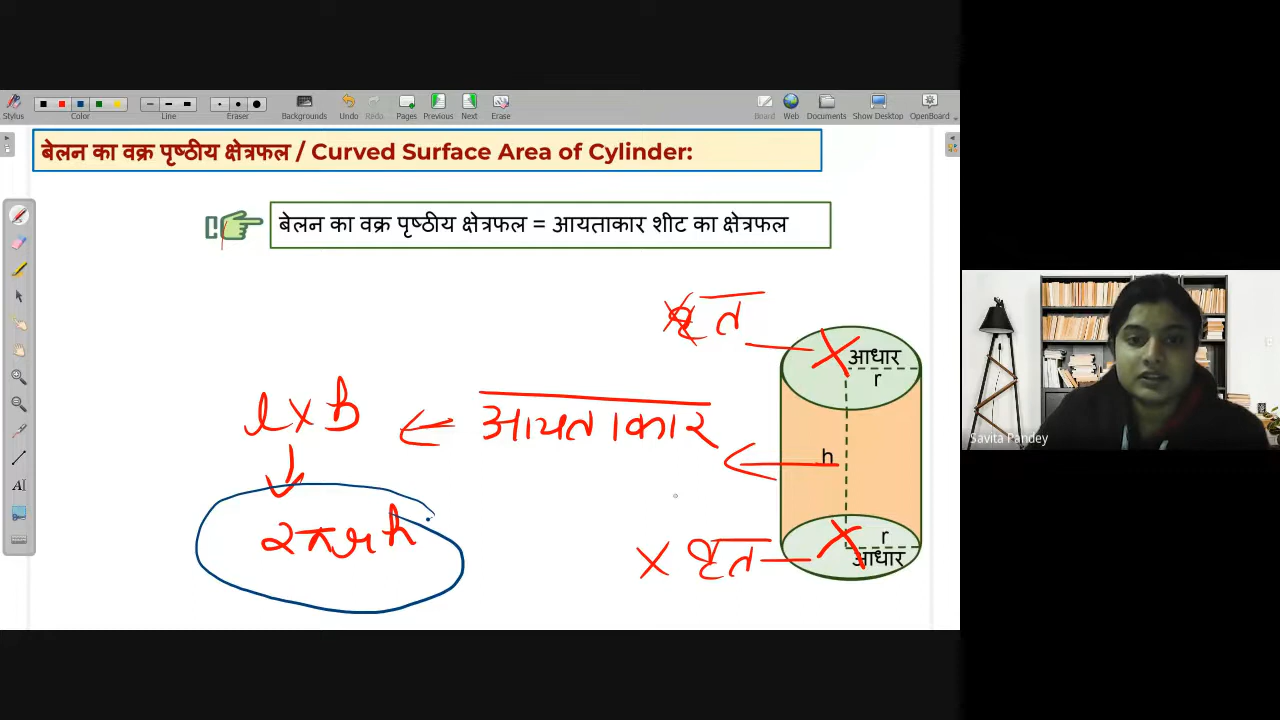 Stylus
Color
Line
Eraser
Backgrounds
Undo
Redo
Pages
Previous
Next
Erase
Board
Web
Documents
Show Desktop
OpenBoard
बेलन का वक्र पृष्ठीय क्षेत्रफल / Curved Surface Area of Cylinder:
बेलन का वक्र पृष्ठीय क्षेत्रफल = आयताकार शीट का क्षेत्रफल
वृत
आधार
r
l x b
आयताकार
h
Savita Pandey
2πrh
x वृत
r
आधार